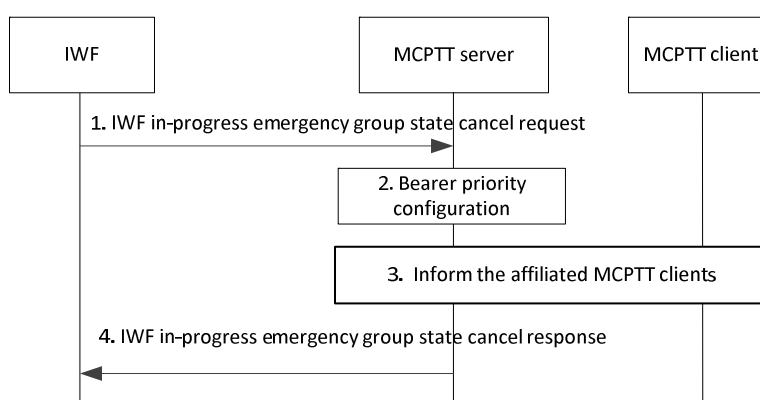 IWF
MCPTT server
MCPTT client
1. IWF in-progress emergency group state cancel request
2. Bearer priority
configuration
3. Inform the affiliated MCPTT clients
4. IWF in-progress emergency group state cancel response